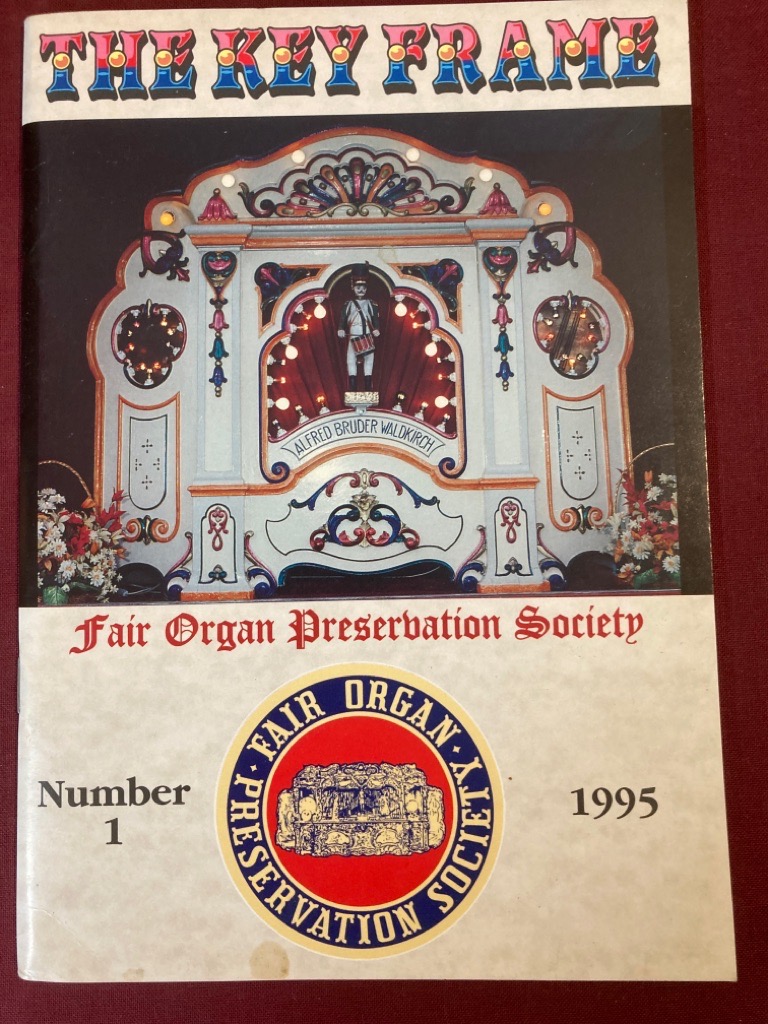 THE KEY FRAME
ALFRED BRUDER WALDKIRCH
Fair Organ Preservation Society
· FAIR ORGAN · PRESERVATION SOCIETY
Number
1
1995